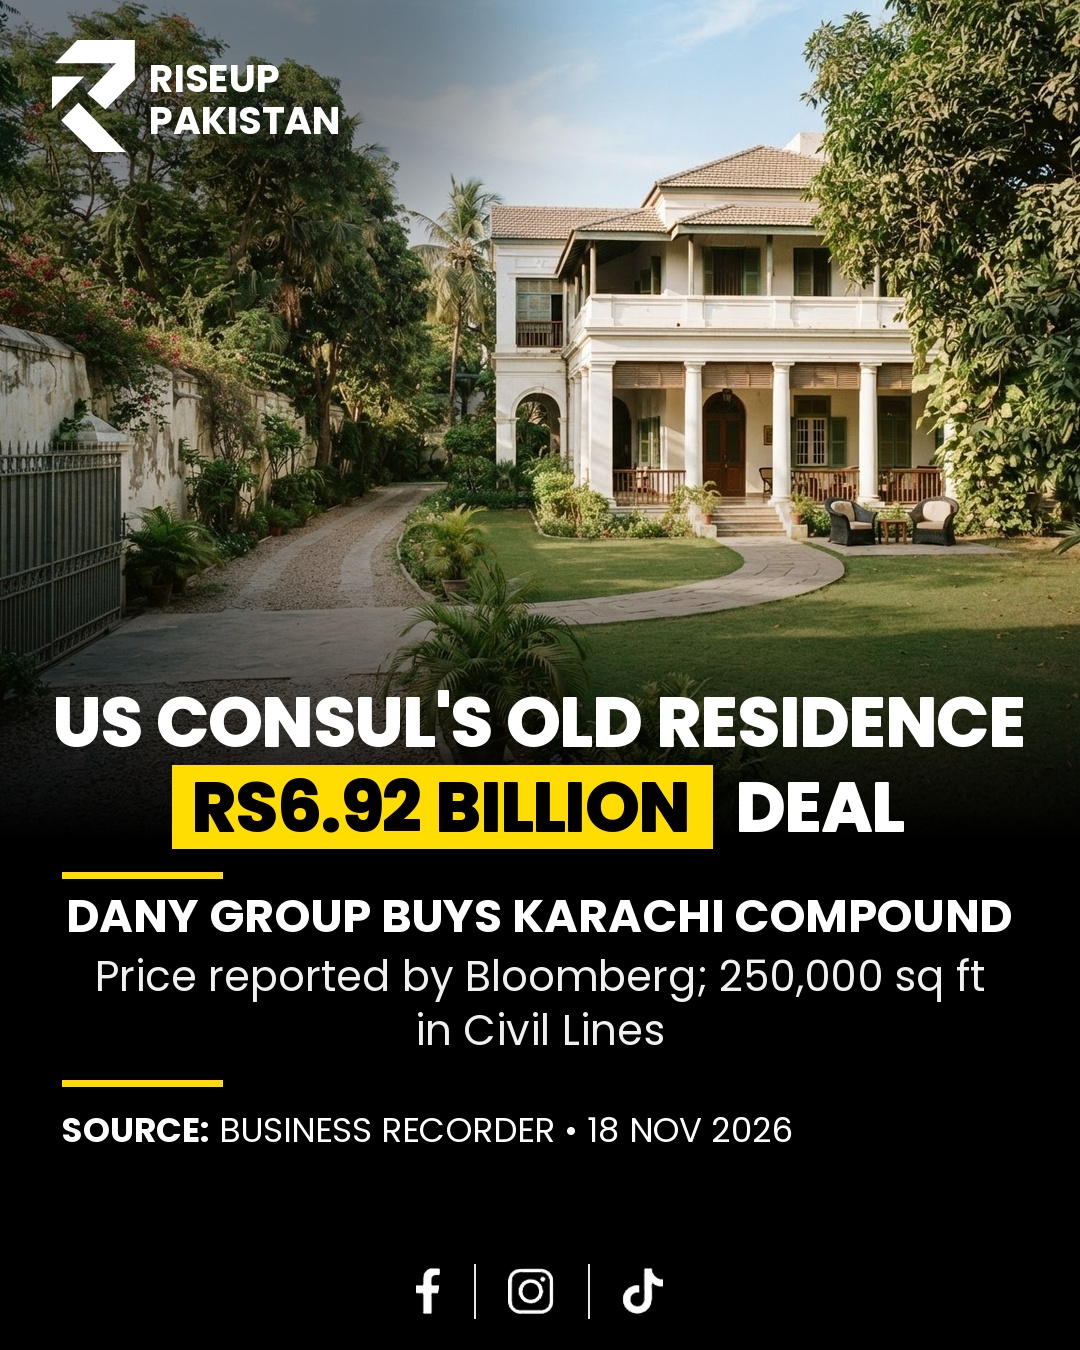 RISEUP
PAKISTAN
US CONSUL'S OLD RESIDENCE
RS6.92 BILLION DEAL
DANY GROUP BUYS KARACHI COMPOUND
Price reported by Bloomberg; 250,000 sq ft
in Civil Lines
SOURCE: BUSINESS RECORDER • 18 NOV 2026